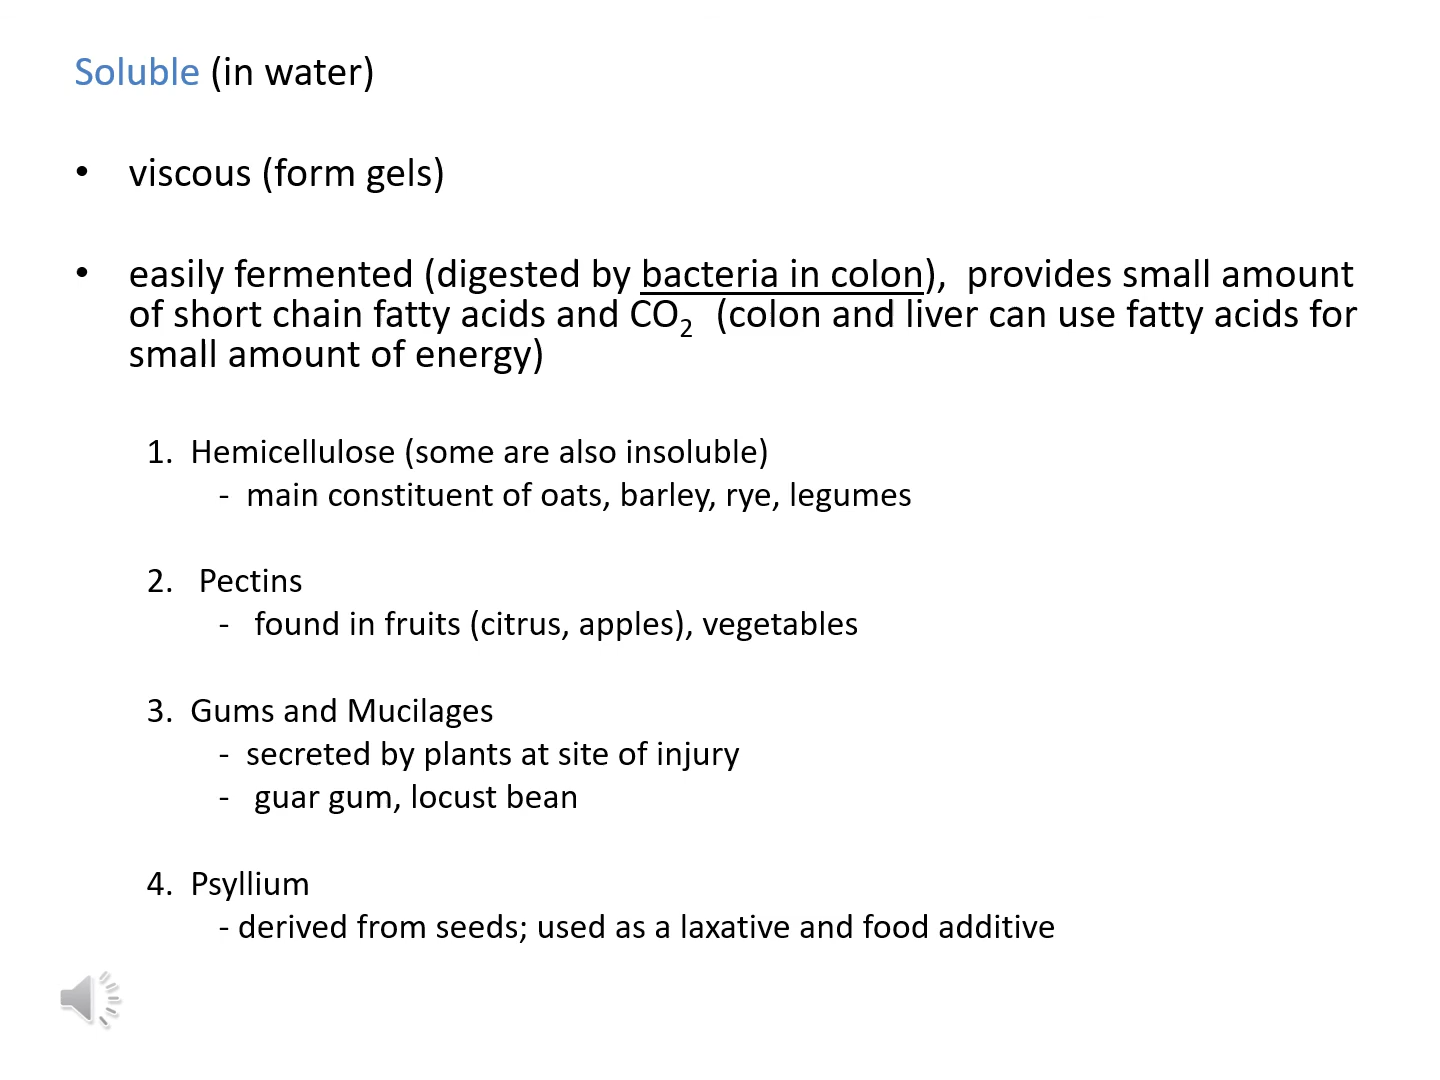 Soluble (in water)
• viscous (form gels)
• easily fermented (digested by bacteria in colon), provides small amount
of short chain fatty acids and CO₂ (colon and liver can use fatty acids for
small amount of energy)
1. Hemicellulose (some are also insoluble)
- main constituent of oats, barley, rye, legumes
2. Pectins
- found in fruits (citrus, apples), vegetables
3. Gums and Mucilages
- secreted by plants at site of injury
- guar gum, locust bean
4. Psyllium
- derived from seeds; used as a laxative and food additive